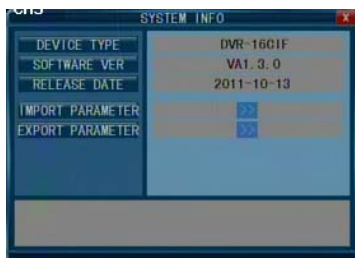 SYSTEM INFO X
DEVICE TYPE DVR-16CIF
SOFTWARE VER VA1.3.0
RELEASE DATE 2011-10-13
IMPORT PARAMETER >>
EXPORT PARAMETER >>